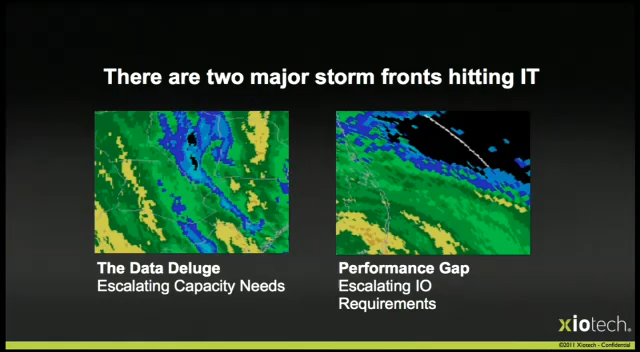 There are two major storm fronts hitting IT
The Data Deluge
Escalating Capacity Needs
Performance Gap
Escalating IO
Requirements
xiotech®
©2011 Xiotech - Confidential